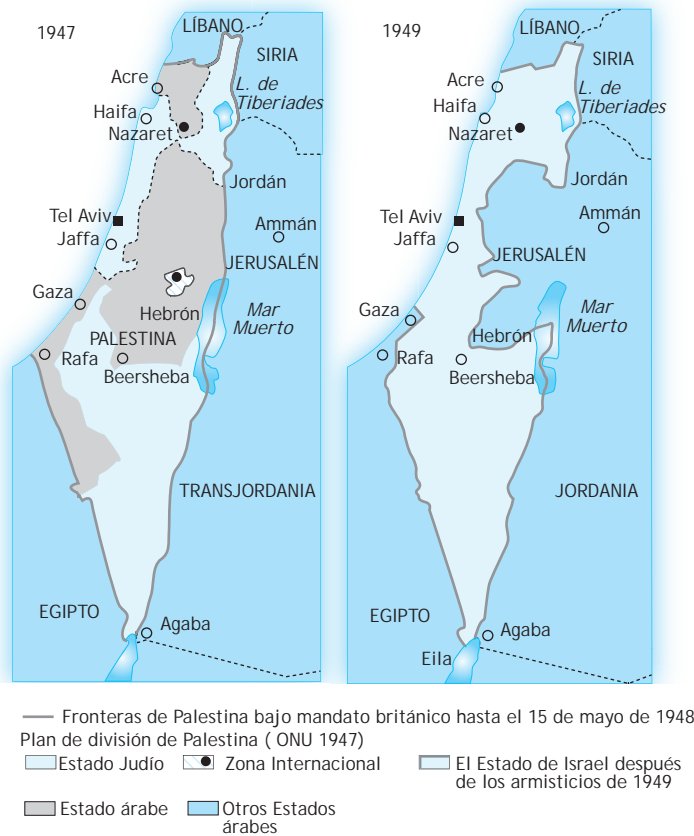 1947
LÍBANO
SIRIA
Acre
L. de
Tiberiades
Haifa
Nazaret
Jordán
Tel Aviv
Ammán
Jaffa
JERUSALÉN
Gaza
Hebrón
Mar
Muerto
PALESTINA
Rafa
Beersheba
TRANSJORDANIA
EGIPTO
Agaba
1949
LÍBANO
SIRIA
Acre
L. de
Tiberiades
Haifa
Nazaret
Jordán
Tel Aviv
Ammán
Jaffa
JERUSALÉN
Gaza
Mar
Muerto
Hebrón
Rafa
Beersheba
JORDANIA
EGIPTO
Agaba
Eila
Fronteras de Palestina bajo mandato británico hasta el 15 de mayo de 1948
Plan de división de Palestina ( ONU 1947)
Estado Judío
Zona Internacional
El Estado de Israel después
de los armisticios de 1949
Estado árabe
Otros Estados
árabes